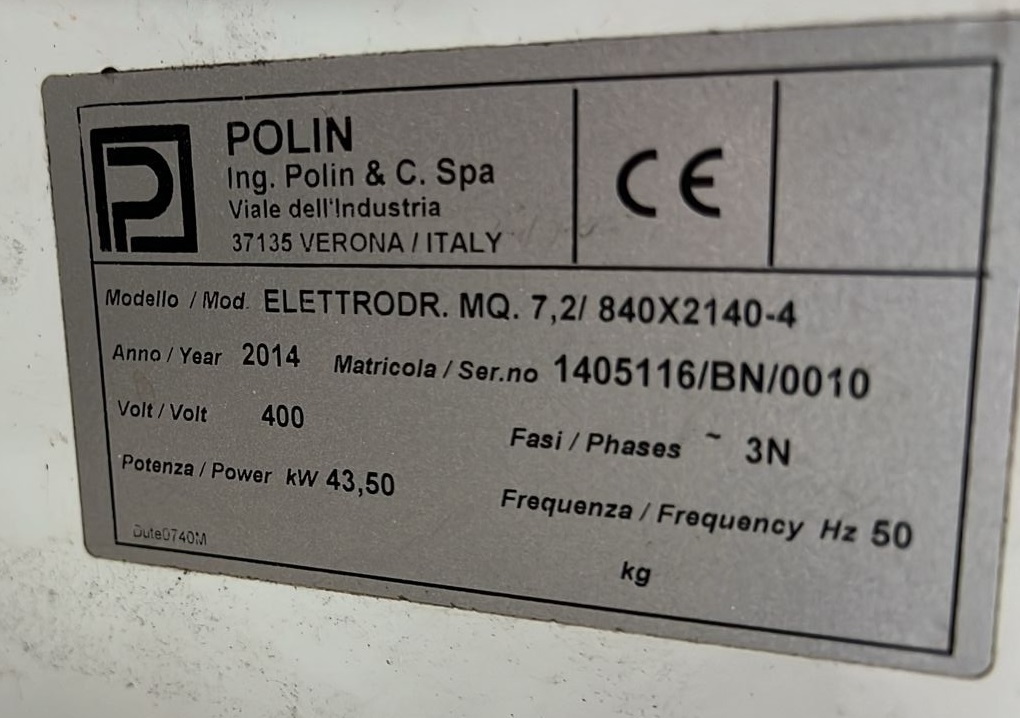 POLIN
Ing. Polin & C. Spa
Viale dell'Industria
37135 VERONA / ITALY
CE
Modello / Mod. ELETTRODR. MQ. 7,2/ 840X2140-4
Anno / Year 2014 Matricola / Ser.no 1405116/BN/0010
Volt / Volt 400 Fasi / Phases ~ 3N
Potenza / Power kW 43,50 Frequenza / Frequency Hz 50
Dute0740M kg